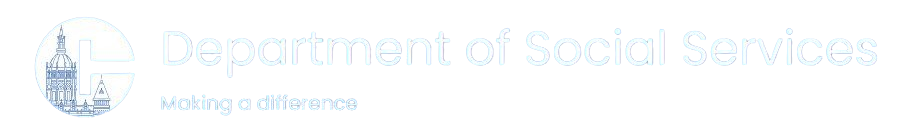 Department of Social Services
Making a difference